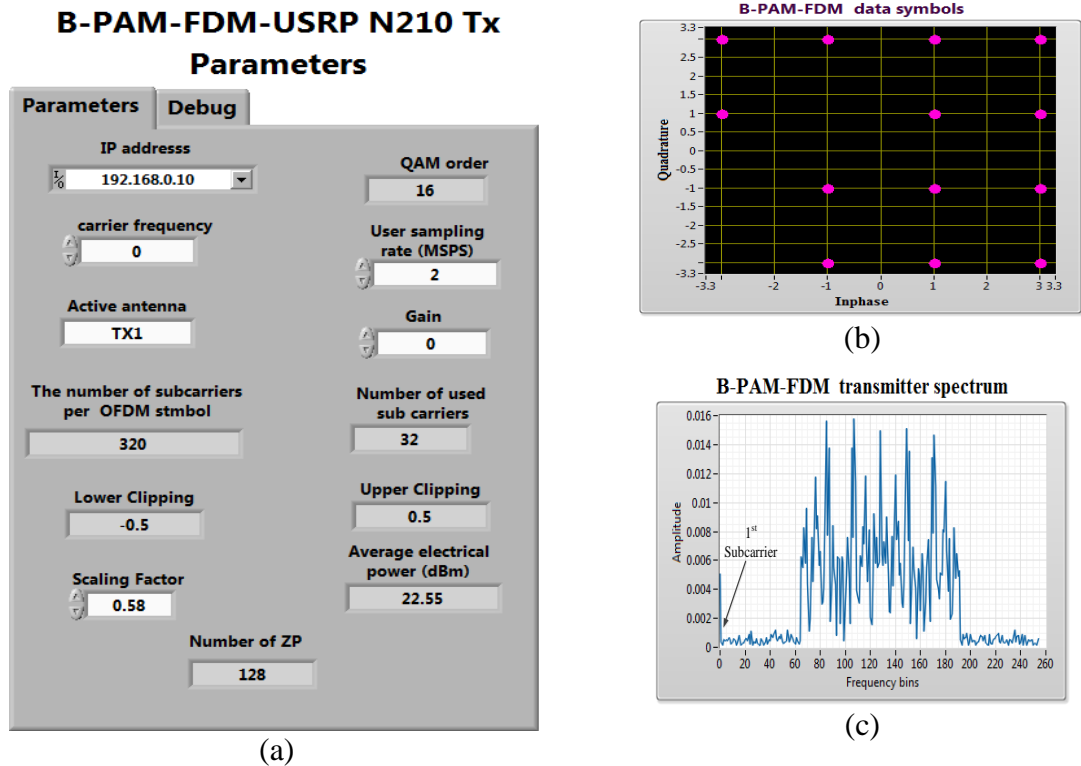 B-PAM-FDM-USRP N210 Tx
Parameters
Parameters
Debug
IP addresss
I/O
192.168.0.10
QAM order
16
carrier frequency
0
User sampling
rate (MSPS)
2
Active antenna
TX1
Gain
0
The number of subcarriers
per OFDM stmbol
320
Number of used
sub carriers
32
Lower Clipping
-0.5
Upper Clipping
0.5
Scaling Factor
0.58
Average electrical
power (dBm)
22.55
Number of ZP
128
(a)
B-PAM-FDM data symbols
3.3
2.5
2
1.5
1
0.5
0
-0.5
-1
-1.5
-2
-2.5
-3.3
Quadrature
-3.3 -2 -1 0 1 2 3 3.3
Inphase
(b)
B-PAM-FDM transmitter spectrum
0.016
0.014
0.012
0.01
0.008
0.006
0.004
0.002
0
Amplitude
1st
Subcarrier
0 20 40 60 80 100 120 140 160 180 200 220 240 260
Frequency bins
(c)